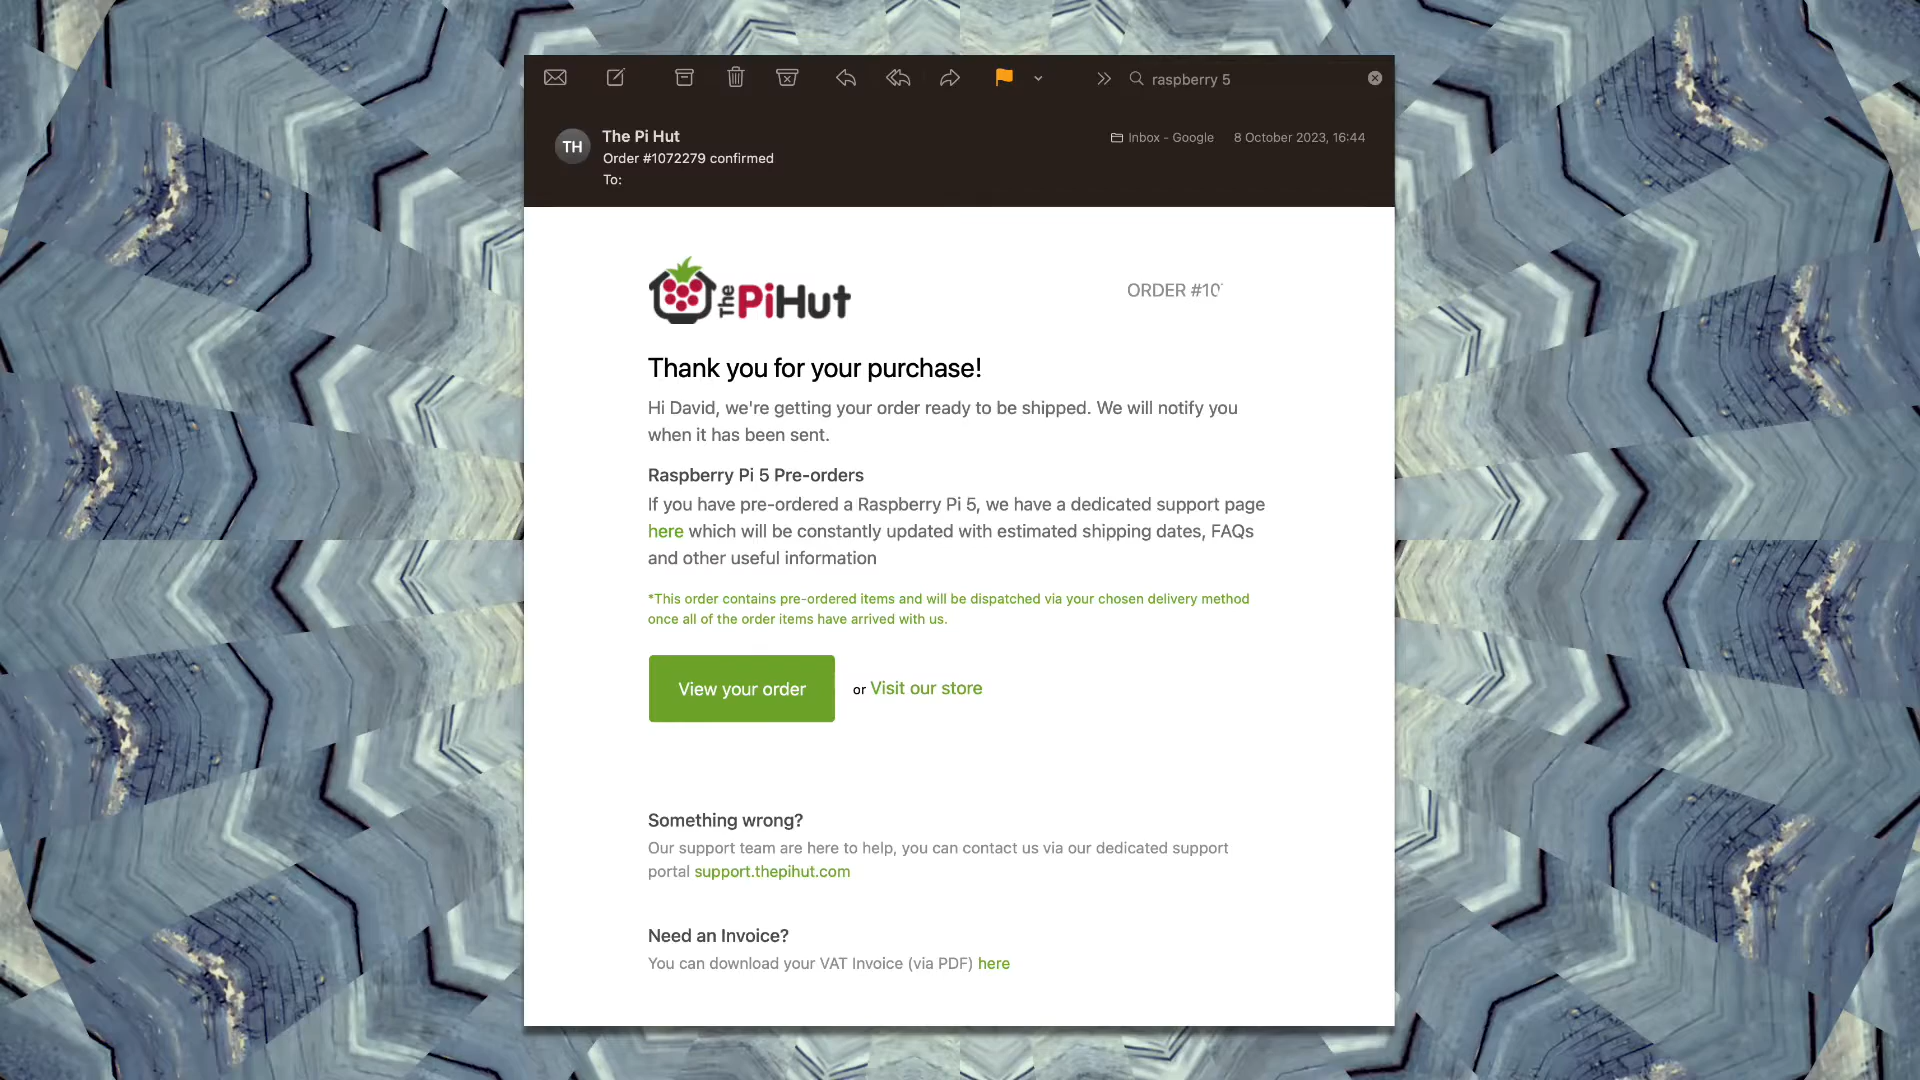 raspberry 5
TH
The Pi Hut
Inbox - Google
8 October 2023, 16:44
Order #1072279 confirmed
To:
The PiHut
ORDER #10
Thank you for your purchase!
Hi David, we're getting your order ready to be shipped. We will notify you
when it has been sent.
Raspberry Pi 5 Pre-orders
If you have pre-ordered a Raspberry Pi 5, we have a dedicated support page
here which will be constantly updated with estimated shipping dates, FAQs
and other useful information
*This order contains pre-ordered items and will be dispatched via your chosen delivery method
once all of the order items have arrived with us.
View your order
or Visit our store
Something wrong?
Our support team are here to help, you can contact us via our dedicated support
portal support.thepihut.com
Need an Invoice?
You can download your VAT Invoice (via PDF) here